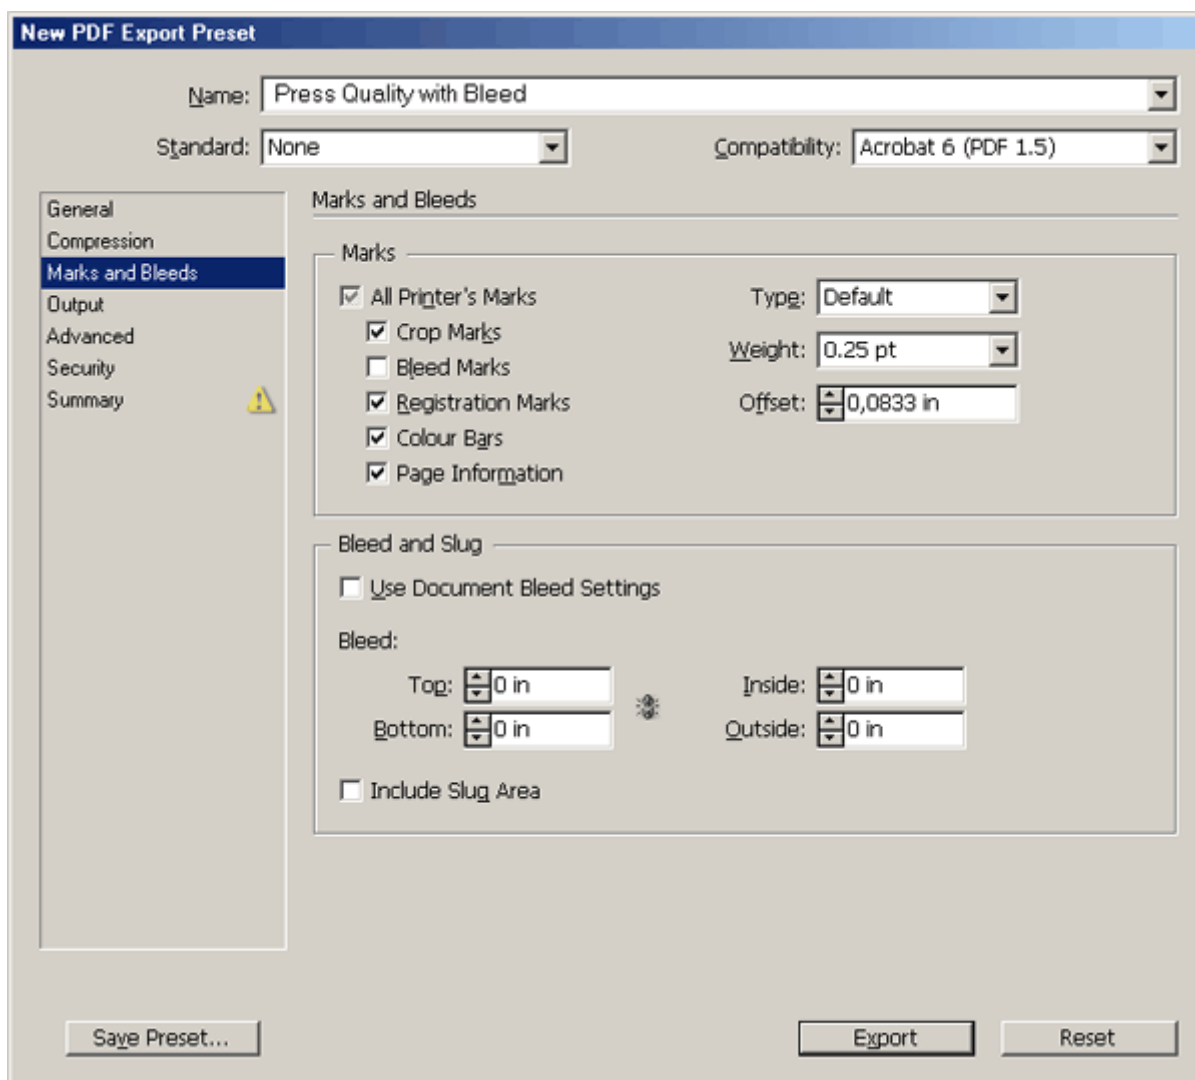 New PDF Export Preset
Name: Press Quality with Bleed
Standard: None Compatibility: Acrobat 6 (PDF 1.5)
General
Compression
Marks and Bleeds
Output
Advanced
Security
Summary
Marks and Bleeds
Marks
All Printer's Marks
Crop Marks
Bleed Marks
Registration Marks
Colour Bars
Page Information
Type: Default
Weight: 0.25 pt
Offset: 0,0833 in
Bleed and Slug
Use Document Bleed Settings
Bleed:
Top: 0 in Inside: 0 in
Bottom: 0 in Outside: 0 in
Include Slug Area
Save Preset... Export Reset